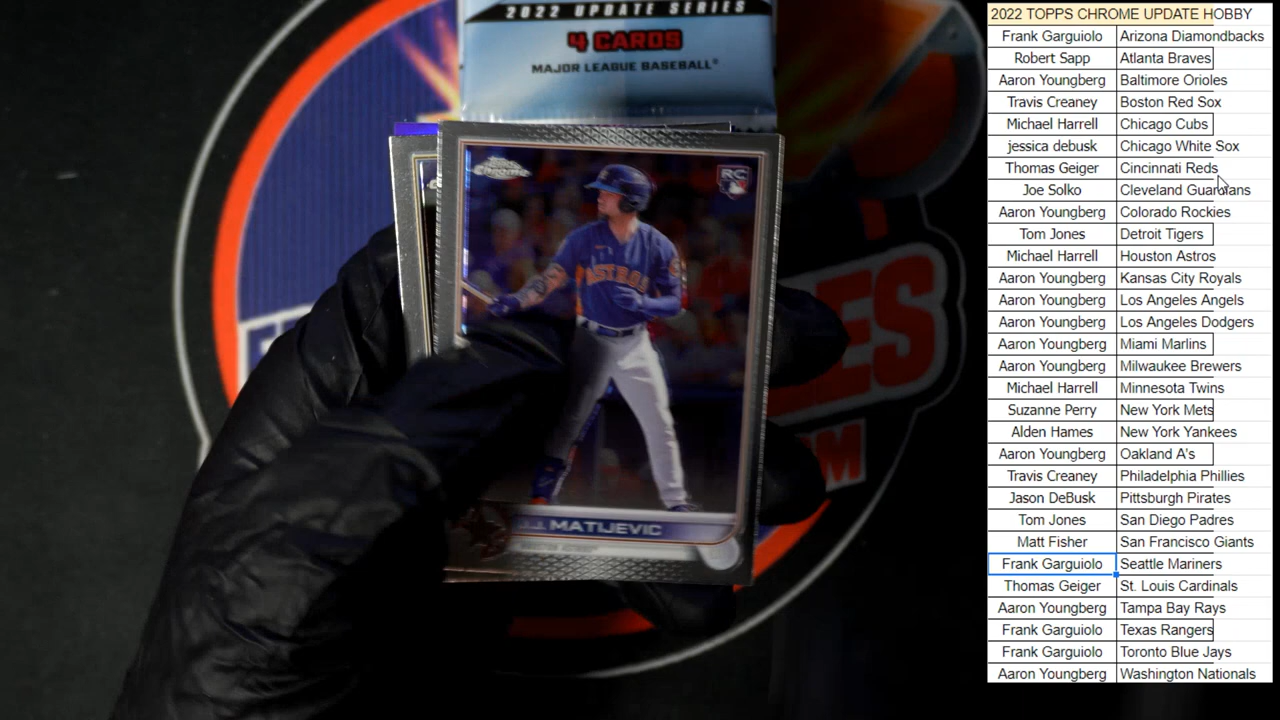 2022 UPDATE SERIES
4 CARDS
MAJOR LEAGUE BASEBALL®
Topps Chrome
RC
ASTROS
J.J. MATIJEVIC
HOUSTON ASTROS
2022 TOPPS CHROME UPDATE HOBBY
Frank Garguiolo Arizona Diamondbacks
Robert Sapp Atlanta Braves
Aaron Youngberg Baltimore Orioles
Travis Creaney Boston Red Sox
Michael Harrell Chicago Cubs
jessica debusk Chicago White Sox
Thomas Geiger Cincinnati Reds
Joe Solko Cleveland Guardians
Aaron Youngberg Colorado Rockies
Tom Jones Detroit Tigers
Michael Harrell Houston Astros
Aaron Youngberg Kansas City Royals
Aaron Youngberg Los Angeles Angels
Aaron Youngberg Los Angeles Dodgers
Aaron Youngberg Miami Marlins
Aaron Youngberg Milwaukee Brewers
Michael Harrell Minnesota Twins
Suzanne Perry New York Mets
Alden Hames New York Yankees
Aaron Youngberg Oakland A's
Travis Creaney Philadelphia Phillies
Jason DeBusk Pittsburgh Pirates
Tom Jones San Diego Padres
Matt Fisher San Francisco Giants
Frank Garguiolo Seattle Mariners
Thomas Geiger St. Louis Cardinals
Aaron Youngberg Tampa Bay Rays
Frank Garguiolo Texas Rangers
Frank Garguiolo Toronto Blue Jays
Aaron Youngberg Washington Nationals